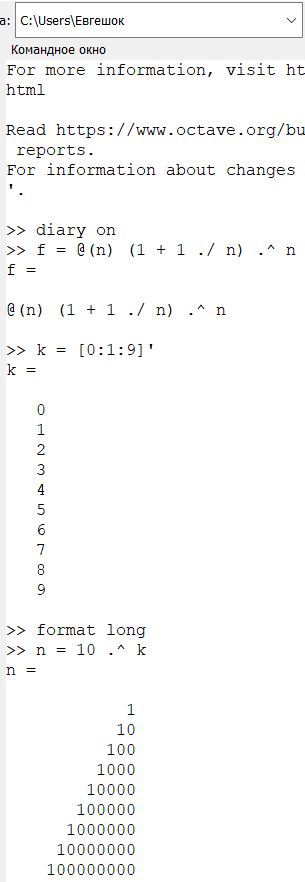 а: C:\Users\Евгешок
Командное окно
For more information, visit ht
html
Read https://www.octave.org/bu
 reports.
For information about changes
'.
>> diary on
>> f = @(n) (1 + 1 ./ n) .^ n
f =
@(n) (1 + 1 ./ n) .^ n
>> k = [0:1:9]'
k =
0
1
2
3
4
5
6
7
8
9
>> format long
>> n = 10 .^ k
n =
1
10
100
1000
10000
100000
1000000
10000000
100000000